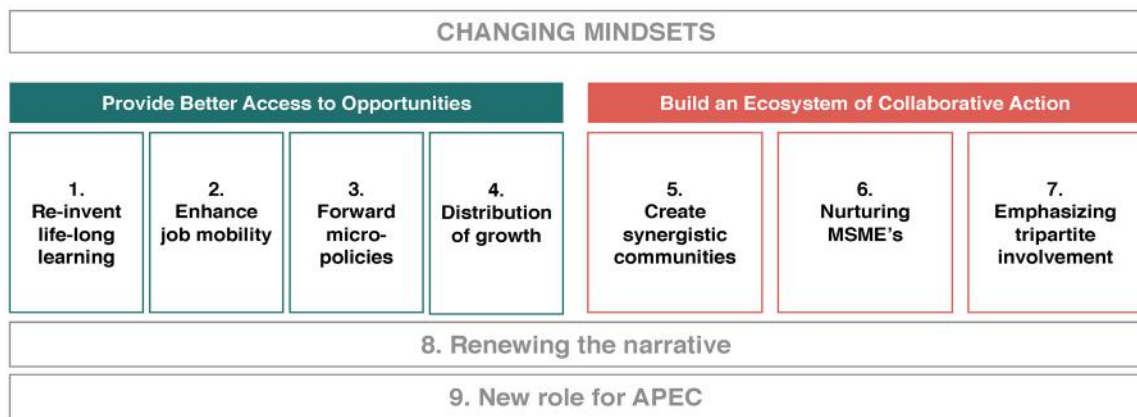 CHANGING MINDSETS
Provide Better Access to Opportunities
Build an Ecosystem of Collaborative Action
1.
Re-invent
life-long
learning
2.
Enhance
job mobility
3.
Forward
micro-
policies
4.
Distribution
of growth
5.
Create
synergistic
communities
6.
Nurturing
MSME's
7.
Emphasizing
tripartite
involvement
8. Renewing the narrative
9. New role for APEC